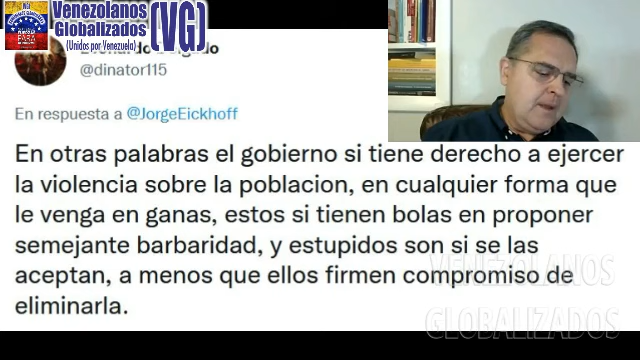 Venezolanos
Globalizados
(Unidos por Venezuela)
(VG)
@dinator115
En respuesta a @JorgeEickhoff
En otras palabras el gobierno si tiene derecho a ejercer
la violencia sobre la poblacion, en cualquier forma que
le venga en ganas, estos si tienen bolas en proponer
semejante barbaridad, y estupidos son si se las
aceptan, a menos que ellos firmen compromiso de
eliminarla.
VENEZOLANOS
GLOBALIZADOS